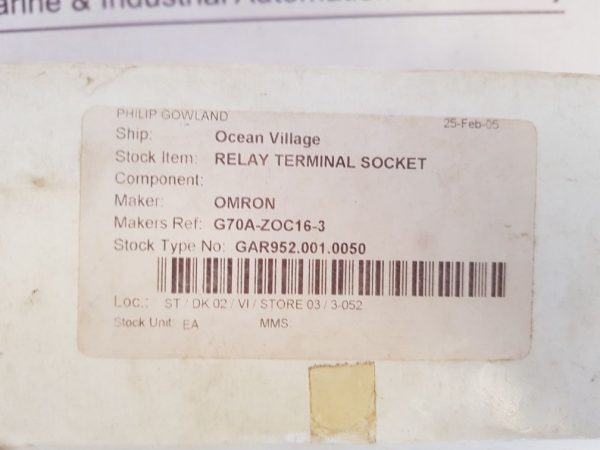 & Industrial Automation
PHILIP GOWLAND
25-Feb-05
Ship: Ocean Village
Stock Item: RELAY TERMINAL SOCKET
Component:
Maker: OMRON
Makers Ref: G70A-ZOC16-3
Stock Type No: GAR952.001.0050
Loc.: ST / DK 02 / VI / STORE 03 / 3-052
Stock Unit: EA MMS: